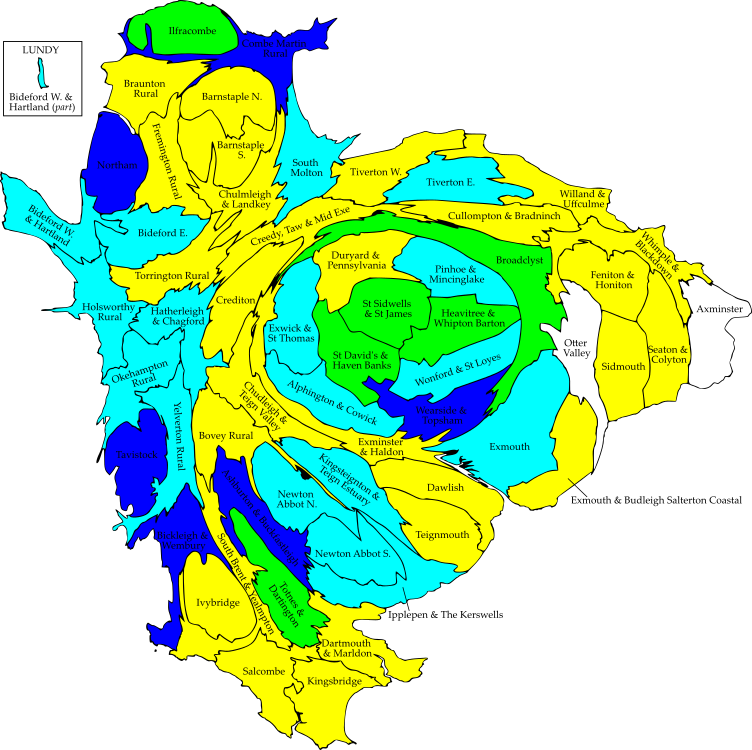 Ilfracombe
Combe Martin
Rural
LUNDY
Bideford W. &
Hartland (part)
Braunton
Rural
Barnstaple N.
Fremington Rural
Barnstaple
S.
Northam
South
Molton
Tiverton W.
Tiverton E.
Willand &
Uffculme
Chulmleigh
& Landkey
Bideford W.
& Hartland
Bideford E.
Creedy, Taw & Mid Exe
Cullompton & Bradninch
Whimple &
Blackdown
Torrington Rural
Duryard &
Pennsylvania
Pinhoe &
Mincinglake
Broadclyst
Feniton &
Honiton
Holsworthy
Rural
Hatherleigh
& Chagford
Crediton
St Sidwells
& St James
Heavitree &
Whipton Barton
Axminster
Exwick &
St Thomas
Otter
Valley
St David's &
Haven Banks
Wonford & St Loyes
Sidmouth
Seaton &
Colyton
Okehampton
Rural
Chudleigh &
Teign Valley
Alphington & Cowick
Wearside &
Topsham
Yelverton Rural
Bovey Rural
Exminster
& Haldon
Exmouth
Tavistock
Ashburton & Buckfastleigh
Kingsteignton &
Teign Estuary
Dawlish
Exmouth & Budleigh Salterton Coastal
Newton
Abbot N.
Teignmouth
Bickleigh &
Wembury
Newton Abbot S.
South Brent & Yealmpton
Totnes &
Dartington
Ivybridge
Ipplepen & The Kerswells
Dartmouth
& Marldon
Salcombe
Kingsbridge